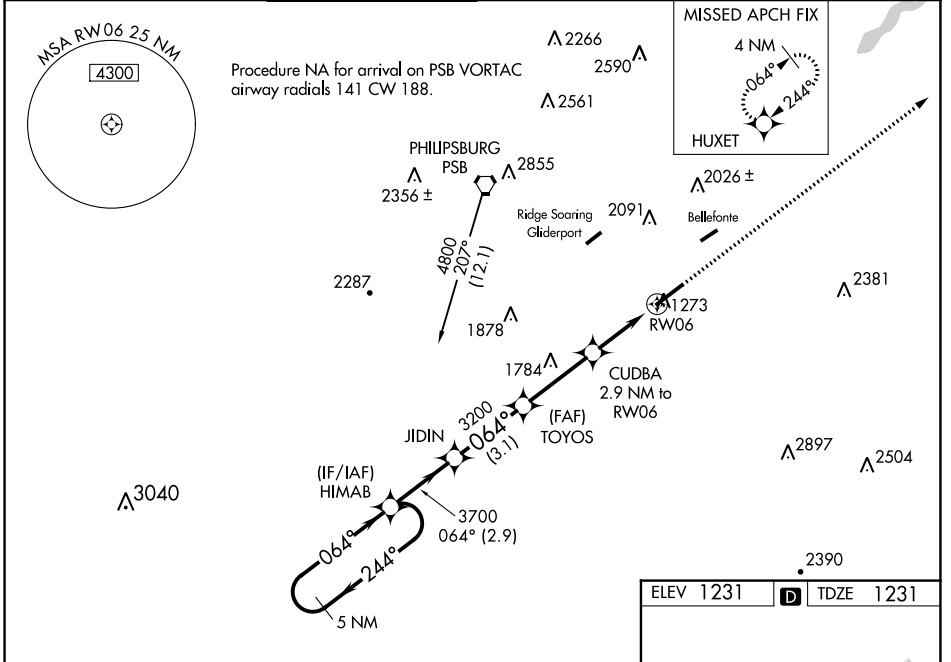 MSA RW06 25 NM
4300
Procedure NA for arrival on PSB VORTAC
airway radials 141 CW 188.
2266
2590
2561
MISSED APCH FIX
4 NM
064°
244°
HUXET
PHILIPSBURG
PSB
2855
2356 ±
2026 ±
2091
Ridge Soaring
Gliderport
Bellefonte
4800
207°
(12.1)
2287
2381
1878
1273
RW06
1784
CUDBA
2.9 NM to
RW06
3200
064°
(3.1)
(FAF)
TOYOS
JIDIN
2897
2504
(IF/IAF)
HIMAB
3040
3700
064° (2.9)
064°
244°
5 NM
2390
ELEV 1231
D
TDZE 1231